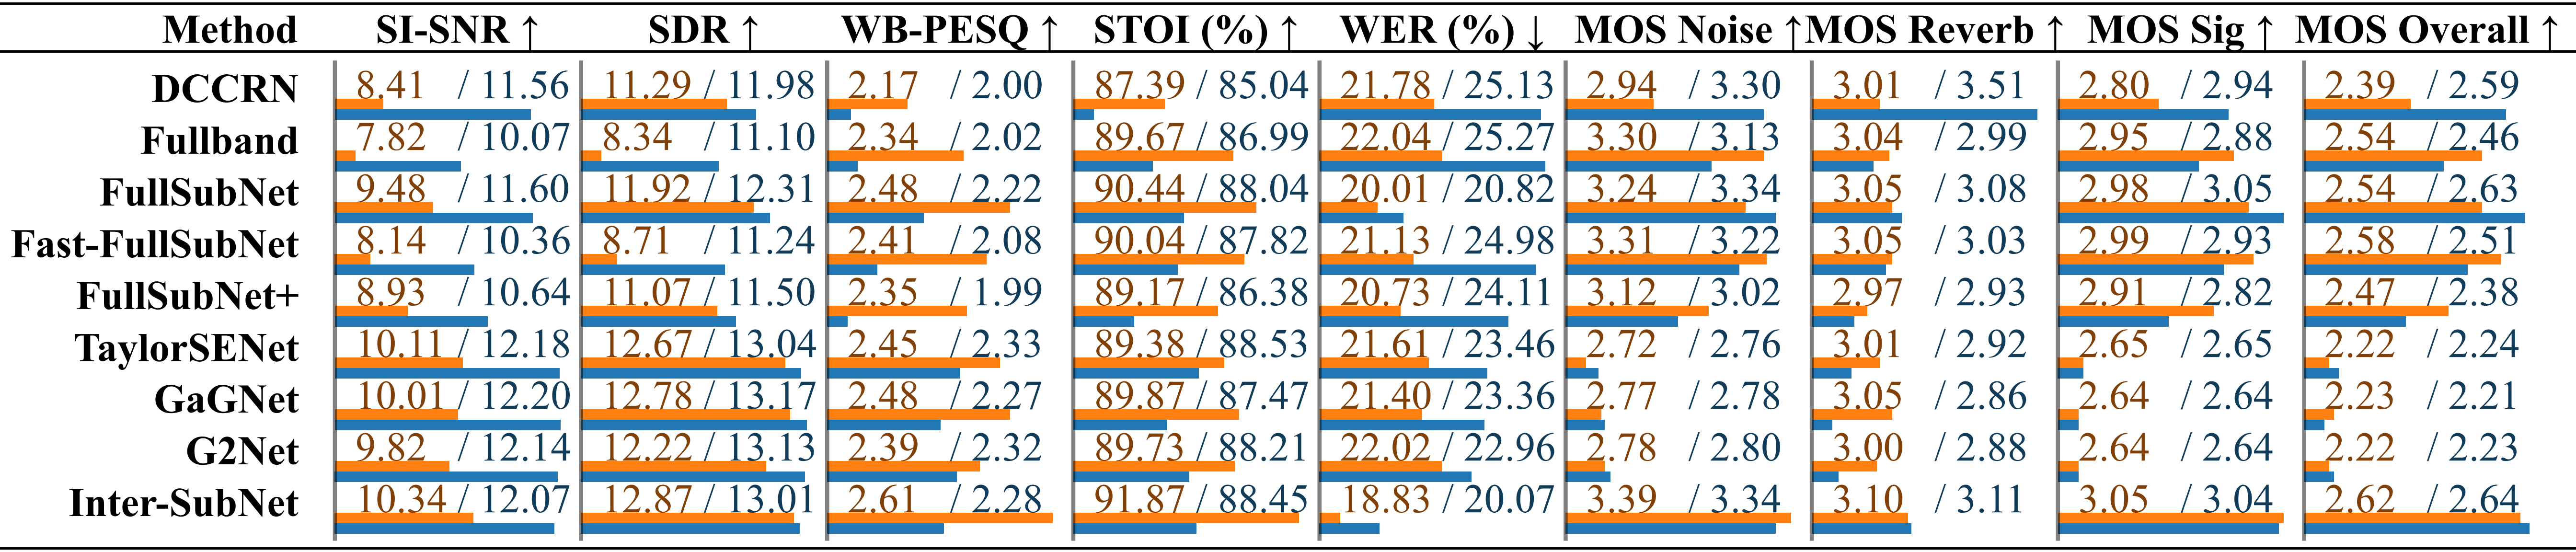 Method SI-SNR ↑ SDR ↑ WB-PESQ ↑ STOI (%) ↑ WER (%) ↓ MOS Noise ↑ MOS Reverb ↑ MOS Sig ↑ MOS Overall ↑
DCCRN 8.41 / 11.56 11.29 / 11.98 2.17 / 2.00 87.39 / 85.04 21.78 / 25.13 2.94 / 3.30 3.01 / 3.51 2.80 / 2.94 2.39 / 2.59
Fullband 7.82 / 10.07 8.34 / 11.10 2.34 / 2.02 89.67 / 86.99 22.04 / 25.27 3.30 / 3.13 3.04 / 2.99 2.95 / 2.88 2.54 / 2.46
FullSubNet 9.48 / 11.60 11.92 / 12.31 2.48 / 2.22 90.44 / 88.04 20.01 / 20.82 3.24 / 3.34 3.05 / 3.08 2.98 / 3.05 2.54 / 2.63
Fast-FullSubNet 8.14 / 10.36 8.71 / 11.24 2.41 / 2.08 90.04 / 87.82 21.13 / 24.98 3.31 / 3.22 3.05 / 3.03 2.99 / 2.93 2.58 / 2.51
FullSubNet+ 8.93 / 10.64 11.07 / 11.50 2.35 / 1.99 89.17 / 86.38 20.73 / 24.11 3.12 / 3.02 2.97 / 2.93 2.91 / 2.82 2.47 / 2.38
TaylorSENet 10.11 / 12.18 12.67 / 13.04 2.45 / 2.33 89.38 / 88.53 21.61 / 23.46 2.72 / 2.76 3.01 / 2.92 2.65 / 2.65 2.22 / 2.24
GaGNet 10.01 / 12.20 12.78 / 13.17 2.48 / 2.27 89.87 / 87.47 21.40 / 23.36 2.77 / 2.78 3.05 / 2.86 2.64 / 2.64 2.23 / 2.21
G2Net 9.82 / 12.14 12.22 / 13.13 2.39 / 2.32 89.73 / 88.21 22.02 / 22.96 2.78 / 2.80 3.00 / 2.88 2.64 / 2.64 2.22 / 2.23
Inter-SubNet 10.34 / 12.07 12.87 / 13.01 2.61 / 2.28 91.87 / 88.45 18.83 / 20.07 3.39 / 3.34 3.10 / 3.11 3.05 / 3.04 2.62 / 2.64